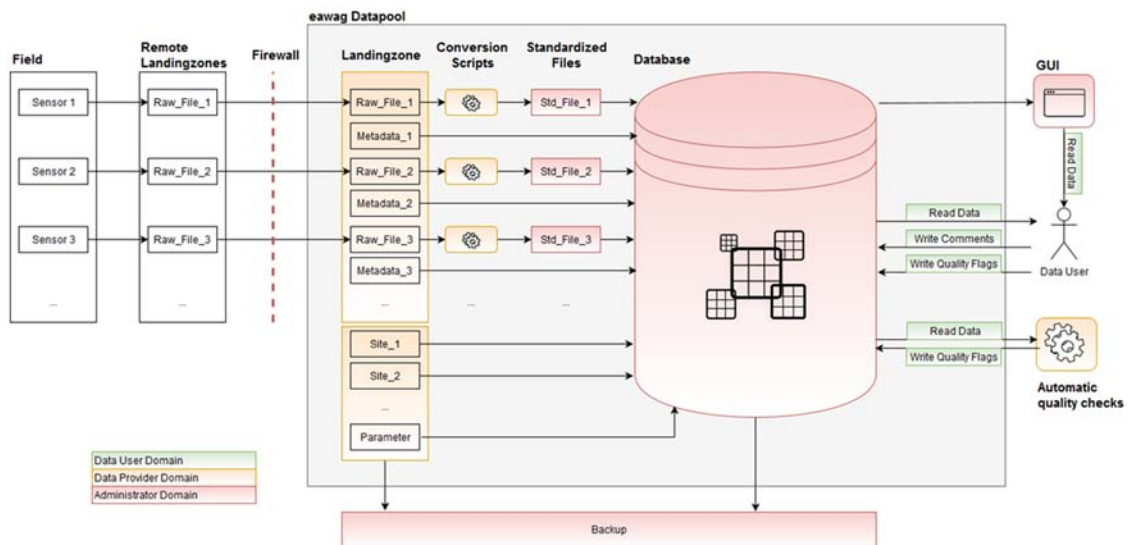 eawag Datapool
Field
Remote
Landingzones
Firewall
Landingzone
Conversion
Scripts
Standardized
Files
Database
GUI
Sensor 1
Raw_File_1
Raw_File_1
Std_File_1
Metadata_1
Sensor 2
Raw_File_2
Raw_File_2
Std_File_2
Metadata_2
Sensor 3
Raw_File_3
Raw_File_3
Std_File_3
Metadata_3
...
...
...
...
...
Read Data
Read Data
Write Comments
Write Quality Flags
Data User
Site_1
Site_2
...
Parameter
Read Data
Write Quality Flags
Automatic
quality checks
Data User Domain
Data Provider Domain
Administrator Domain
Backup